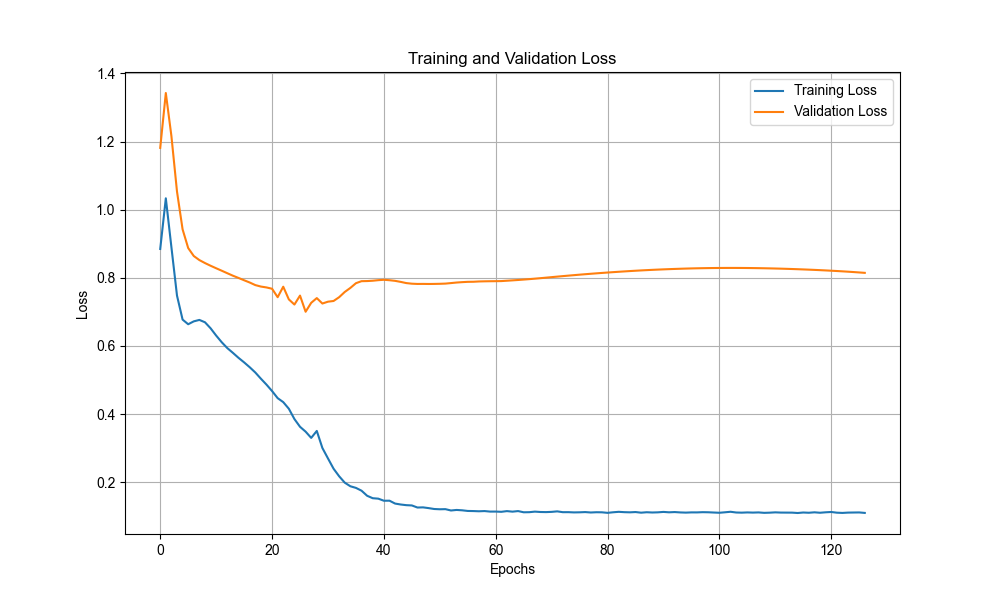 Training and Validation Loss
Training Loss
Validation Loss
Loss
1.4
1.2
1.0
0.8
0.6
0.4
0.2
0 20 40 60 80 100 120
Epochs